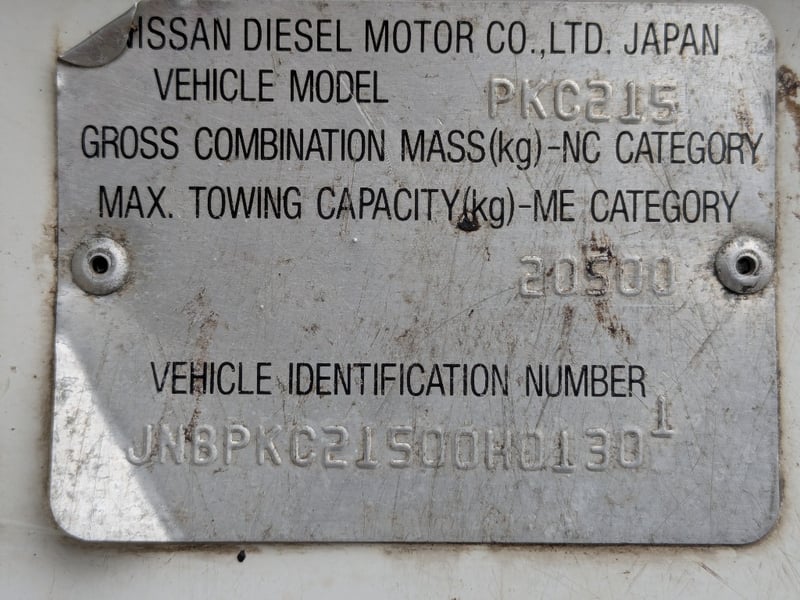 NISSAN DIESEL MOTOR CO.,LTD. JAPAN
VEHICLE MODEL PKC215
GROSS COMBINATION MASS(kg)-NC CATEGORY
MAX. TOWING CAPACITY(kg)-ME CATEGORY
20500
VEHICLE IDENTIFICATION NUMBER
JNBPKC21500H01301